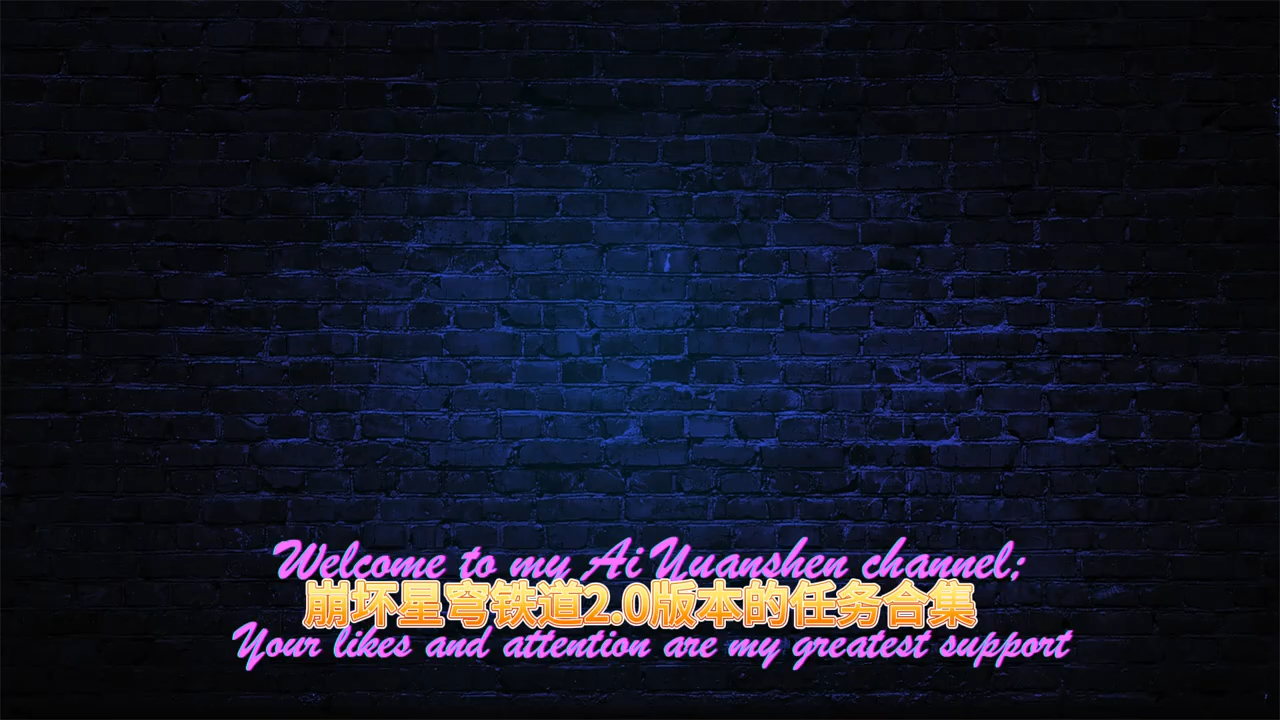 Welcome to my Ai Yuanshen channel;
崩坏星穹铁道2.0版本的任务合集
Your likes and attention are my greatest support